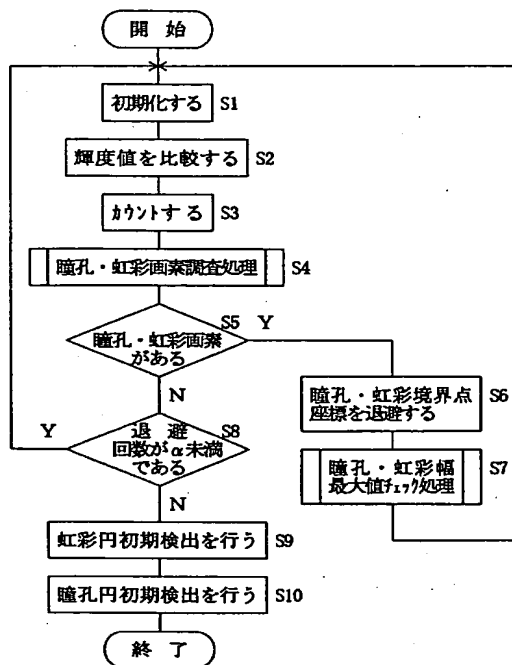 開 始
初期化する S1
輝度値を比較する S2
カウントする S3
瞳孔・虹彩画素調査処理 S4
S5 Y
瞳孔・虹彩画素
がある
N
瞳孔・虹彩境界点
座標を退避する S6
瞳孔・虹彩幅
最大値チェック処理 S7
Y 退 避 S8
回数がα未満
である
N
虹彩円初期検出を行う S9
瞳孔円初期検出を行う S10
終 了